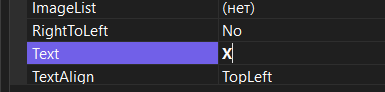 ImageList (нет)
RightToLeft No
Text X
TextAlign TopLeft